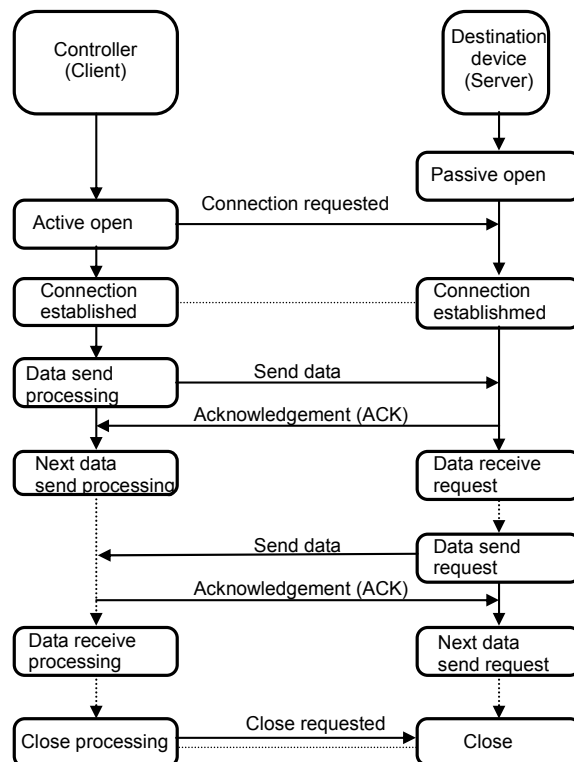 Controller
(Client)
Destination
device
(Server)
Passive open
Active open
Connection requested
Connection
established
Connection
establishmed
Data send
processing
Send data
Acknowledgement (ACK)
Next data
send processing
Data receive
request
Send data
Data send
request
Acknowledgement (ACK)
Data receive
processing
Next data
send request
Close requested
Close processing
Close